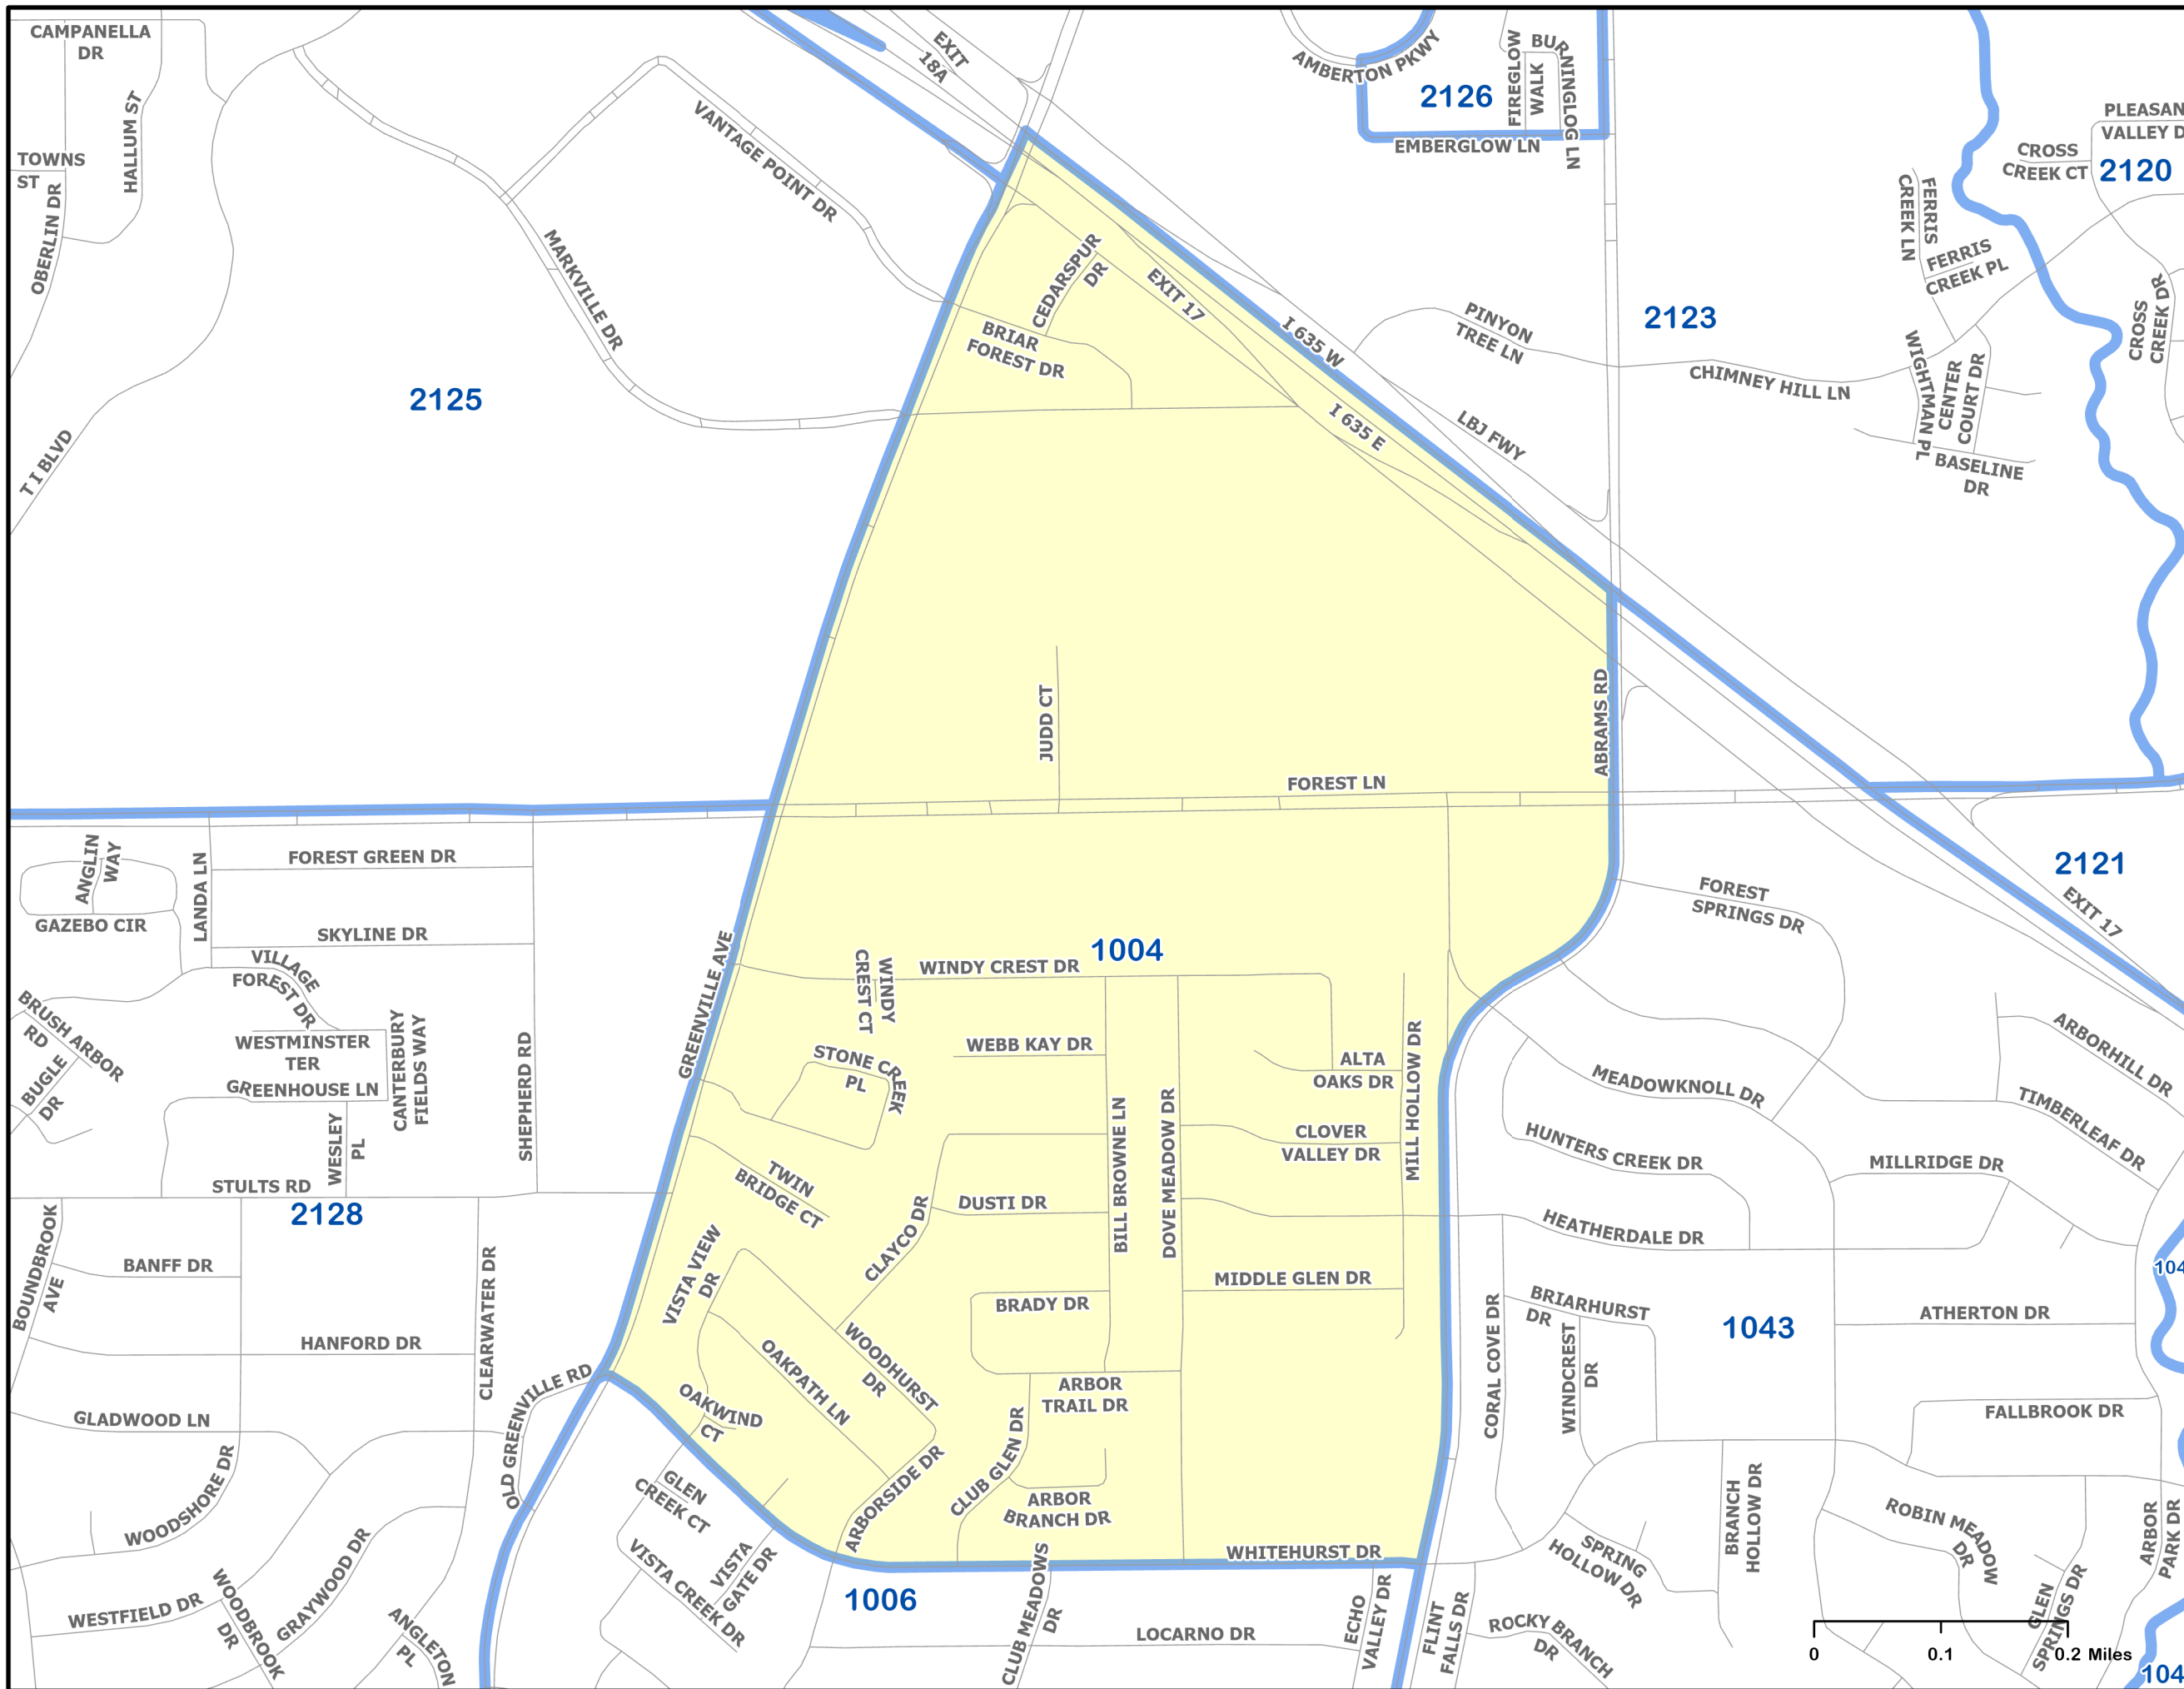 CAMPANELLA
DR
HALLUM ST
TOWNS
ST
OBERLIN DR
T I BLVD
2125
MARKVILLE DR
VANTAGE POINT DR
EXIT
18A
AMBERTON PKWY
2126
FIREGLOW
WALK
BURNINGLOG LN
EMBERGLOW LN
PLEASAN
VALLEY D
CROSS
CREEK CT
2120
FERRIS
CREEK LN
FERRIS
CREEK PL
CROSS
CREEK DR
2123
CEDARSPUR
DR
EXIT 17
BRIAR
FOREST DR
I 635 W
I 635 E
PINYON
TREE LN
LBJ FWY
CHIMNEY HILL LN
WIGHTMAN PL
CENTER
COURT DR
BASELINE
DR
JUDD CT
ABRAMS RD
FOREST LN
2121
EXIT 17
ANGLIN
WAY
GAZEBO CIR
LANDA LN
FOREST GREEN DR
SKYLINE DR
VILLAGE
FOREST DR
BRUSH ARBOR
RD
BUGLE
DR
WESTMINSTER
TER
GREENHOUSE LN
CANTERBURY
FIELDS WAY
WESLEY
PL
SHEPHERD RD
STULTS RD
2128
GREENVILLE AVE
1004
WINDY CREST DR
WINDY
CREST CT
WEBB KAY DR
STONE CREEK
PL
ALTA
OAKS DR
MILL HOLLOW DR
CLOVER
VALLEY DR
BILL BROWNE LN
DOVE MEADOW DR
TWIN
BRIDGE CT
DUSTI DR
CLAYCO DR
VISTA VIEW
DR
MIDDLE GLEN DR
BRADY DR
WOODHURST
DR
OAKPATH LN
OAKWIND
CT
ARBOR
TRAIL DR
CLUB GLEN DR
ARBORSIDE DR
ARBOR
BRANCH DR
WHITEHURST DR
FOREST
SPRINGS DR
MEADOWKNOLL DR
ARBORHILL DR
TIMBERLEAF DR
HUNTERS CREEK DR
MILLRIDGE DR
HEATHERDALE DR
104
BRIARHURST
DR
CORAL COVE DR
WINDCREST
DR
1043
ATHERTON DR
FALLBROOK DR
BOUNDBROOK
AVE
BANFF DR
HANFORD DR
CLEARWATER DR
OLD GREENVILLE RD
GLADWOOD LN
WOODSHORE DR
WESTFIELD DR
WOODBROOK
DR
GRAYWOOD DR
ANGLETON
PL
GLEN
CREEK CT
VISTA CREEK DR
VISTA
GATE DR
1006
CLUB MEADOWS
DR
LOCARNO DR
ECHO
VALLEY DR
FLINT
FALLS DR
ROCKY BRANCH
DR
SPRING
HOLLOW DR
BRANCH
HOLLOW DR
ROBIN MEADOW
DR
GLEN
SPRINGS DR
ARBOR
PARK DR
0
0.1
0.2 Miles
104